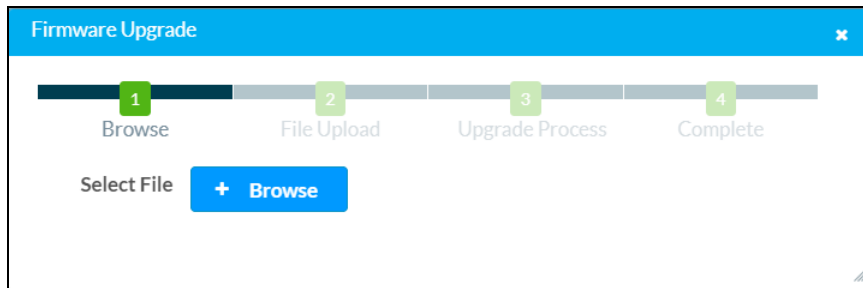 Firmware Upgrade
1 2 3 4
Browse File Upload Upgrade Process Complete
Select File + Browse